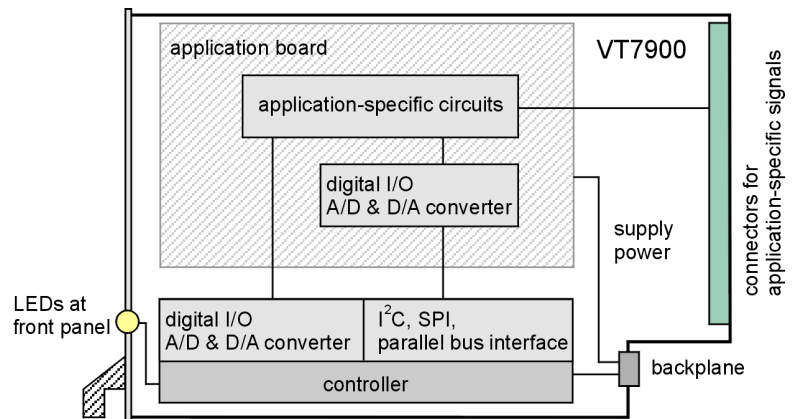 application board
VT7900
application-specific circuits
digital I/O
A/D & D/A converter
supply
power
connectors for
application-specific signals
LEDs at
front panel
digital I/O
A/D & D/A converter
I²C, SPI,
parallel bus interface
controller
backplane